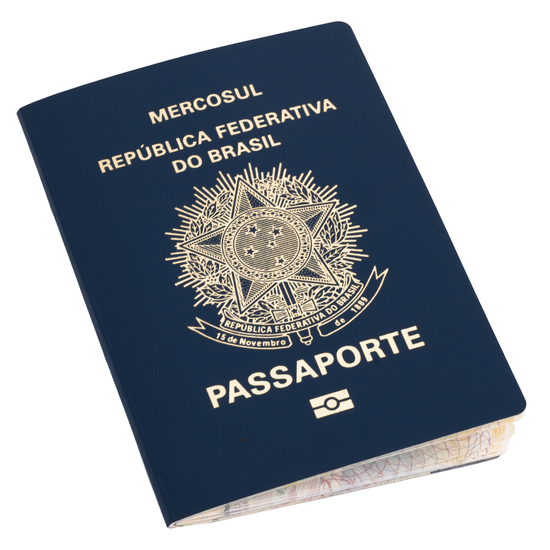 MERCOSUL
REPÚBLICA FEDERATIVA
DO BRASIL
REPÚBLICA FEDERATIVA DO BRASIL
15 de Novembro de 1889
PASSAPORTE